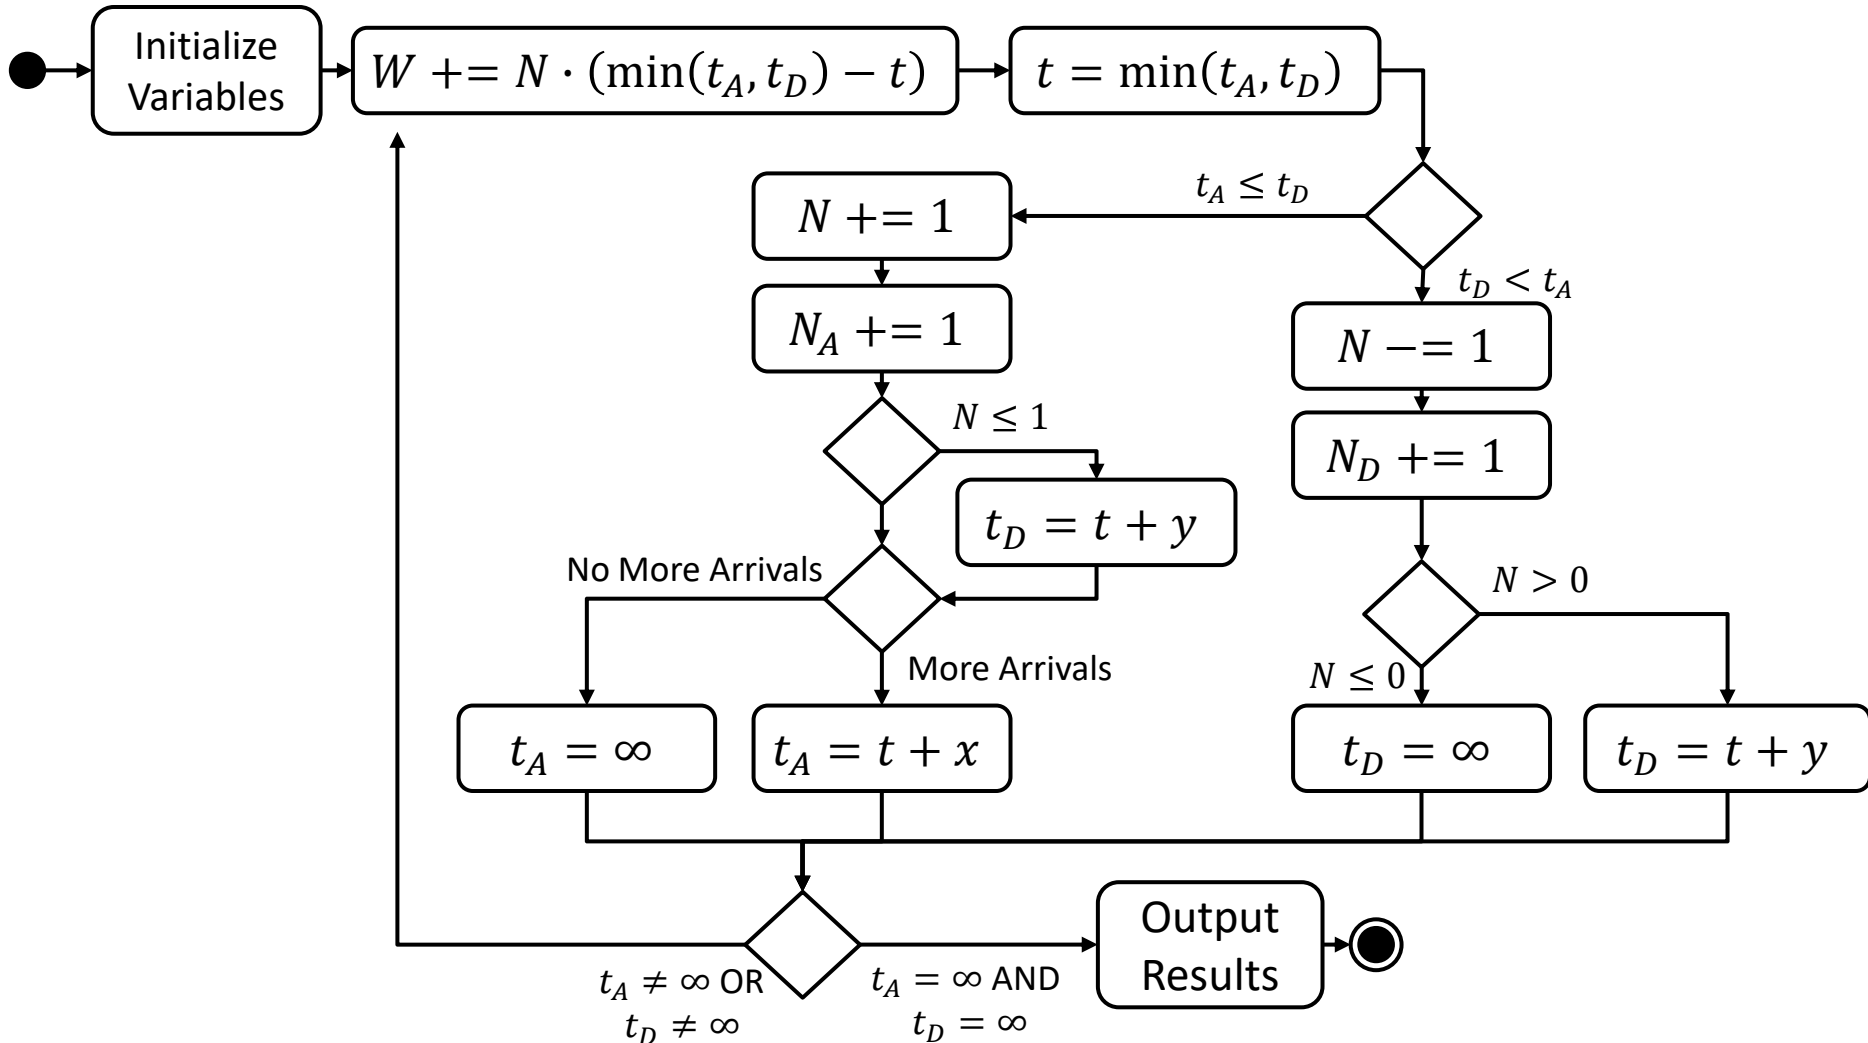 Initialize
Variables
W += N · (min(t_A, t_D) − t)
t = min(t_A, t_D)
t_A ≤ t_D
N += 1
t_D < t_A
N_A += 1
N −= 1
N ≤ 1
N_D += 1
t_D = t + y
No More Arrivals
N > 0
More Arrivals
N ≤ 0
t_A = ∞
t_A = t + x
t_D = ∞
t_D = t + y
Output
Results
t_A ≠ ∞ OR
t_D ≠ ∞
t_A = ∞ AND
t_D = ∞